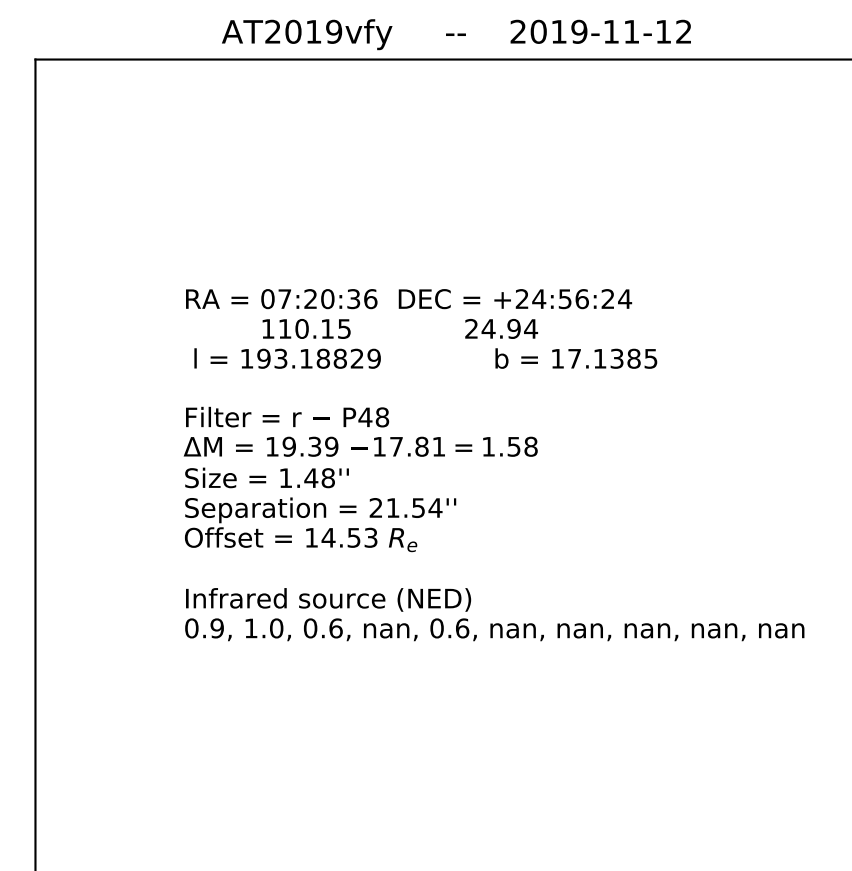 AT2019vfy -- 2019-11-12
RA = 07:20:36 DEC = +24:56:24
110.15 24.94
l = 193.18829 b = 17.1385
Filter = r − P48
ΔM = 19.39 −17.81 = 1.58
Size = 1.48''
Separation = 21.54''
Offset = 14.53 Re
Infrared source (NED)
0.9, 1.0, 0.6, nan, 0.6, nan, nan, nan, nan, nan